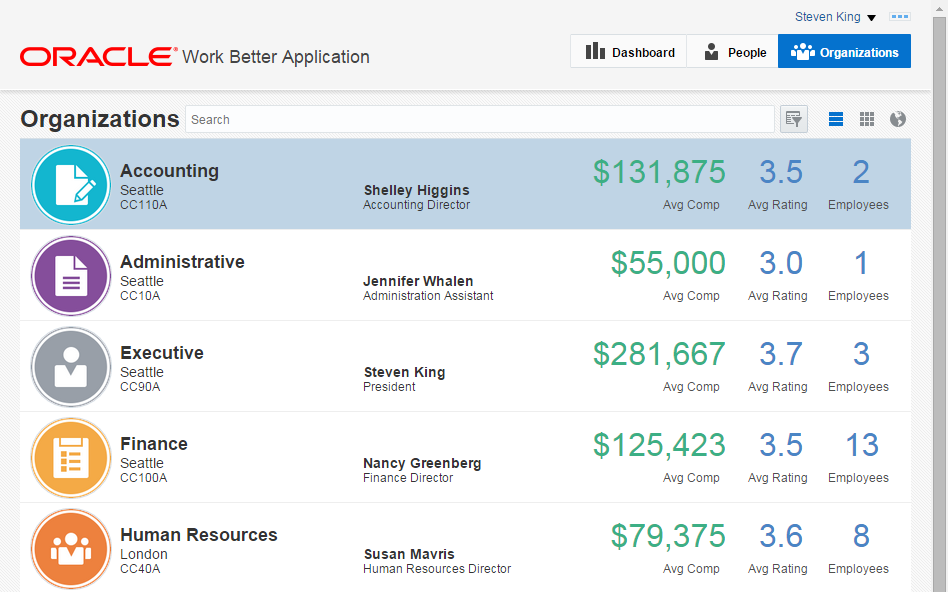 Steven King
ORACLE® Work Better Application
Dashboard
People
Organizations
Organizations
Search
Accounting
Seattle
CC110A
Shelley Higgins
Accounting Director
$131,875
Avg Comp
3.5
Avg Rating
2
Employees
Administrative
Seattle
CC10A
Jennifer Whalen
Administration Assistant
$55,000
Avg Comp
3.0
Avg Rating
1
Employees
Executive
Seattle
CC90A
Steven King
President
$281,667
Avg Comp
3.7
Avg Rating
3
Employees
Finance
Seattle
CC100A
Nancy Greenberg
Finance Director
$125,423
Avg Comp
3.5
Avg Rating
13
Employees
Human Resources
London
CC40A
Susan Mavris
Human Resources Director
$79,375
Avg Comp
3.6
Avg Rating
8
Employees